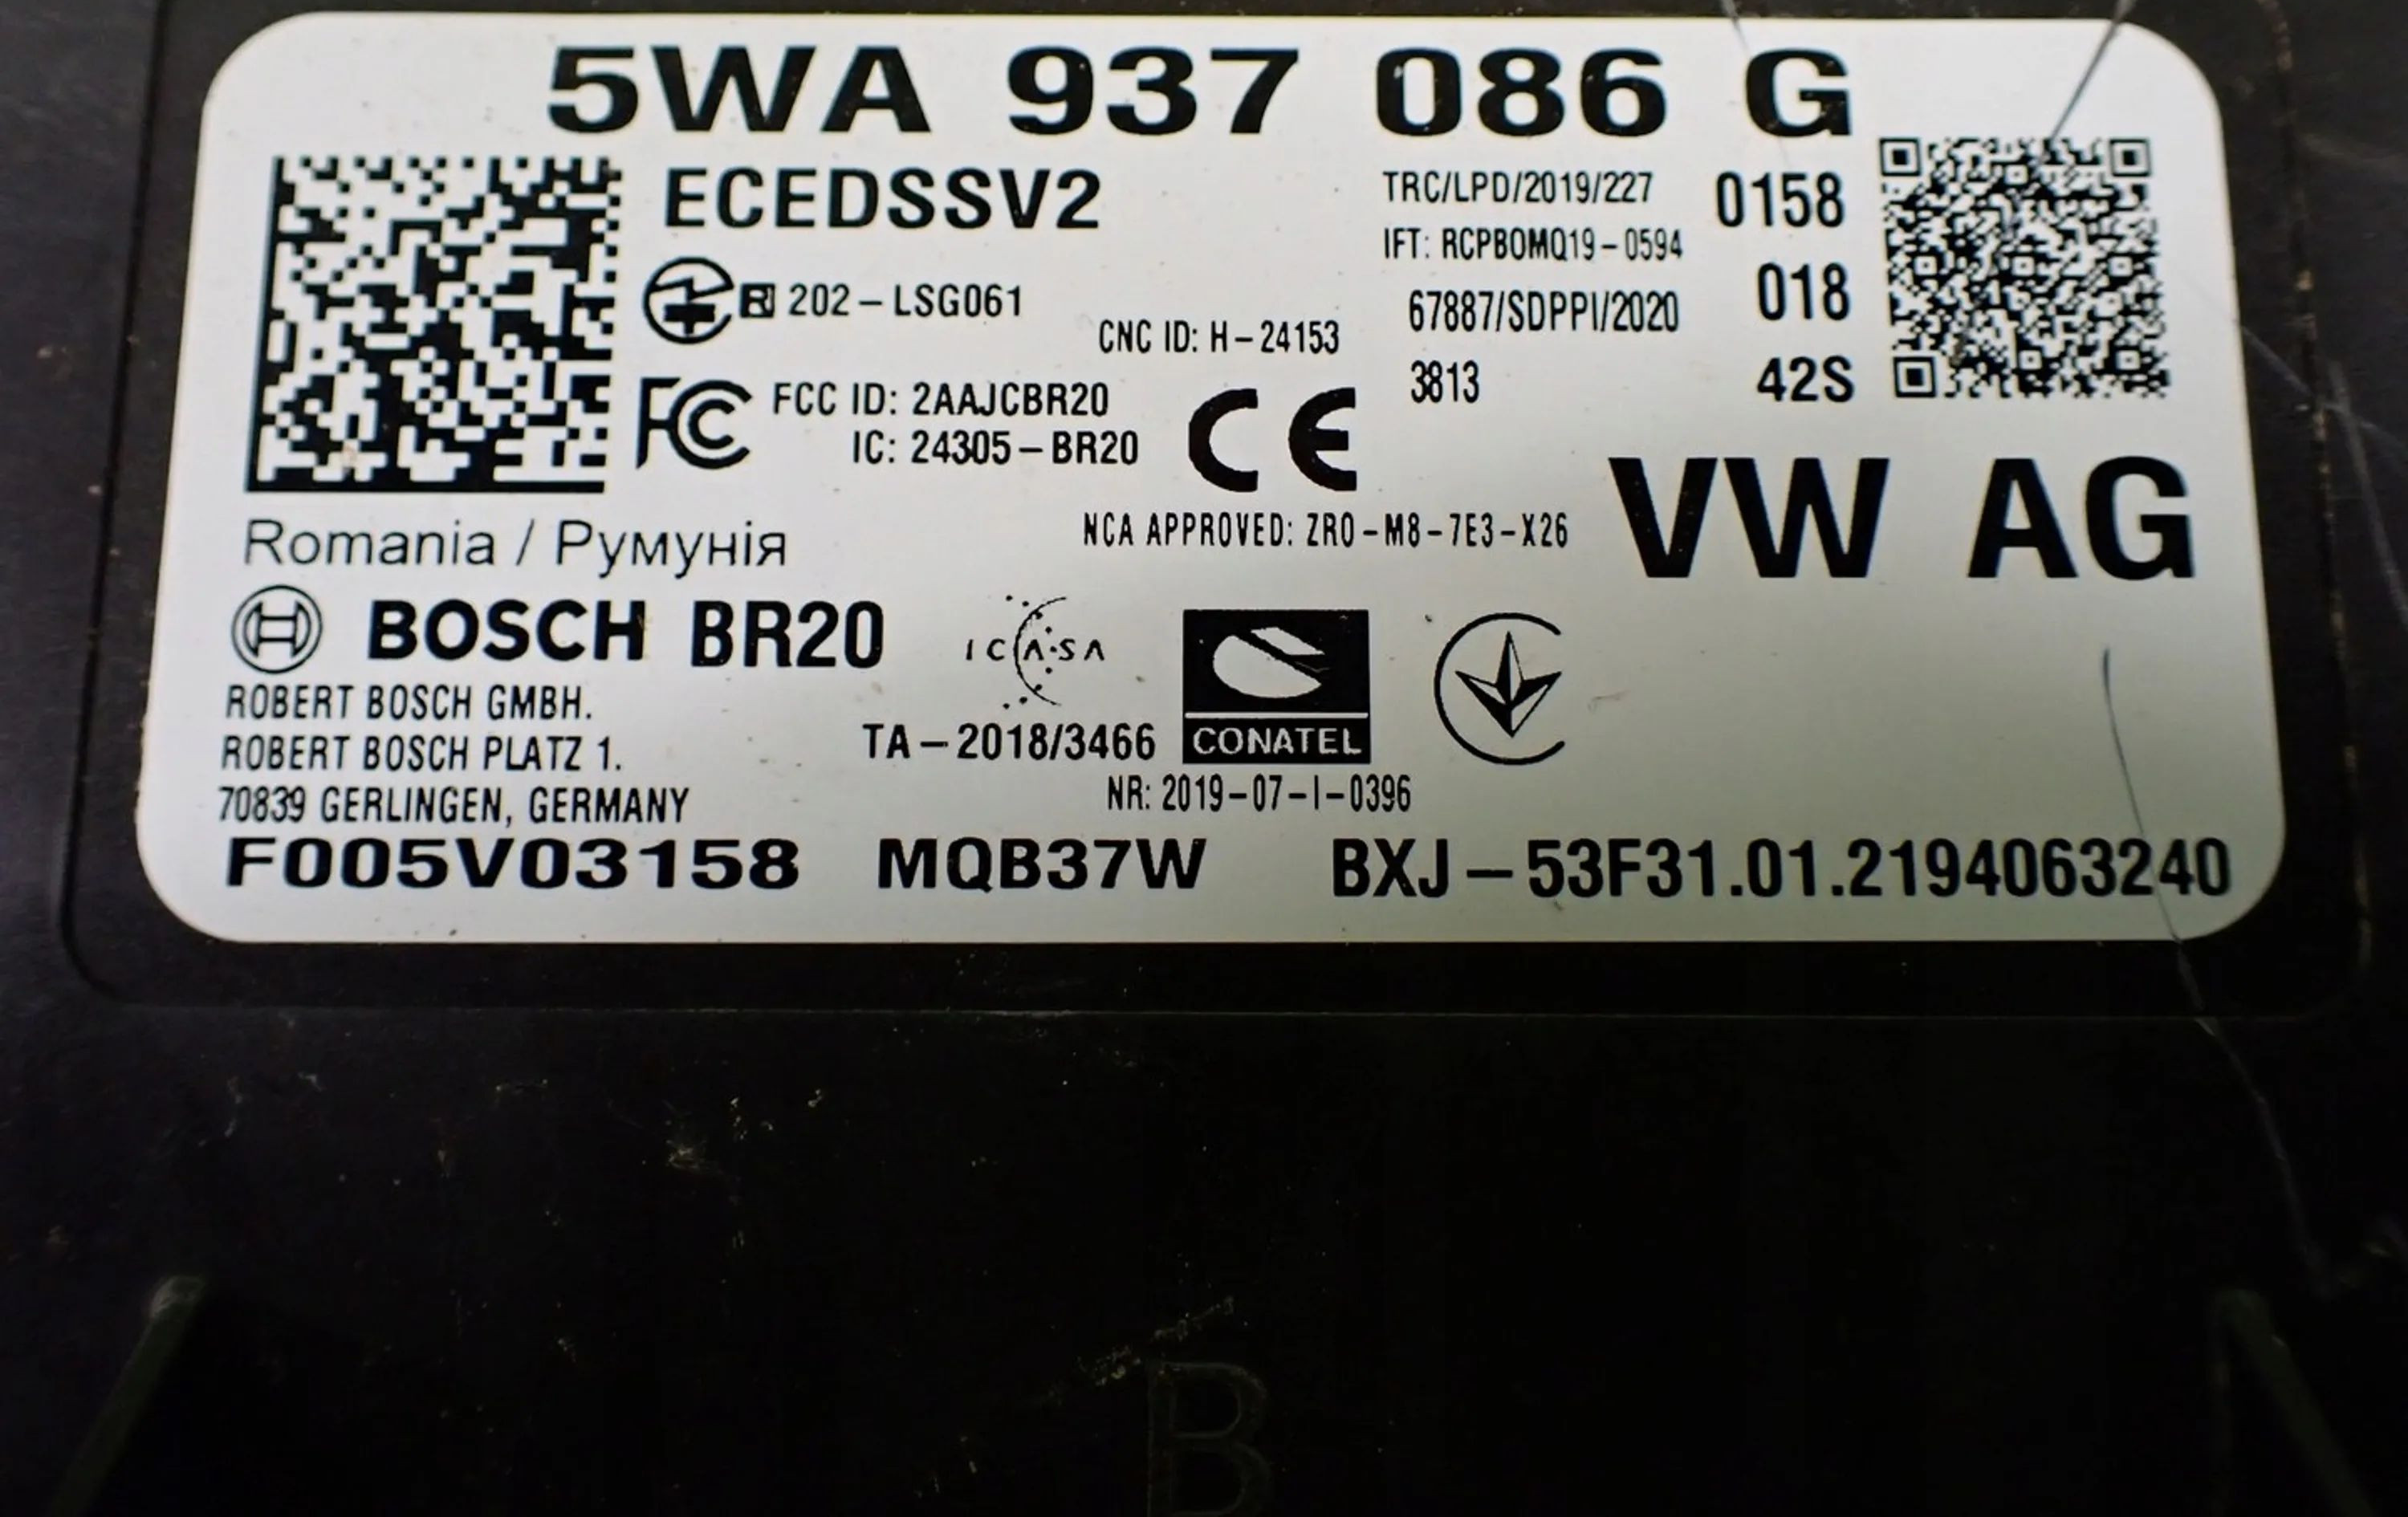 5WA 937 086 G
ECEDSSV2
TRC/LPD/2019/227
0158
IFT: RCPBOMQ19-0594
R 202-LSG061
67887/SDPPI/2020
018
CNC ID: H-24153
3813
42S
FC FCC ID: 2AAJCBR20
IC: 24305-BR20
CE
NCA APPROVED: ZRO-M8-7E3-X26
VW AG
Romania / Румунія
BOSCH BR20
ICASA
ROBERT BOSCH GMBH.
ROBERT BOSCH PLATZ 1.
TA-2018/3466
CONATEL
70839 GERLINGEN, GERMANY
NR: 2019-07-I-0396
F005V03158 MQB37W BXJ-53F31.01.2194063240
B